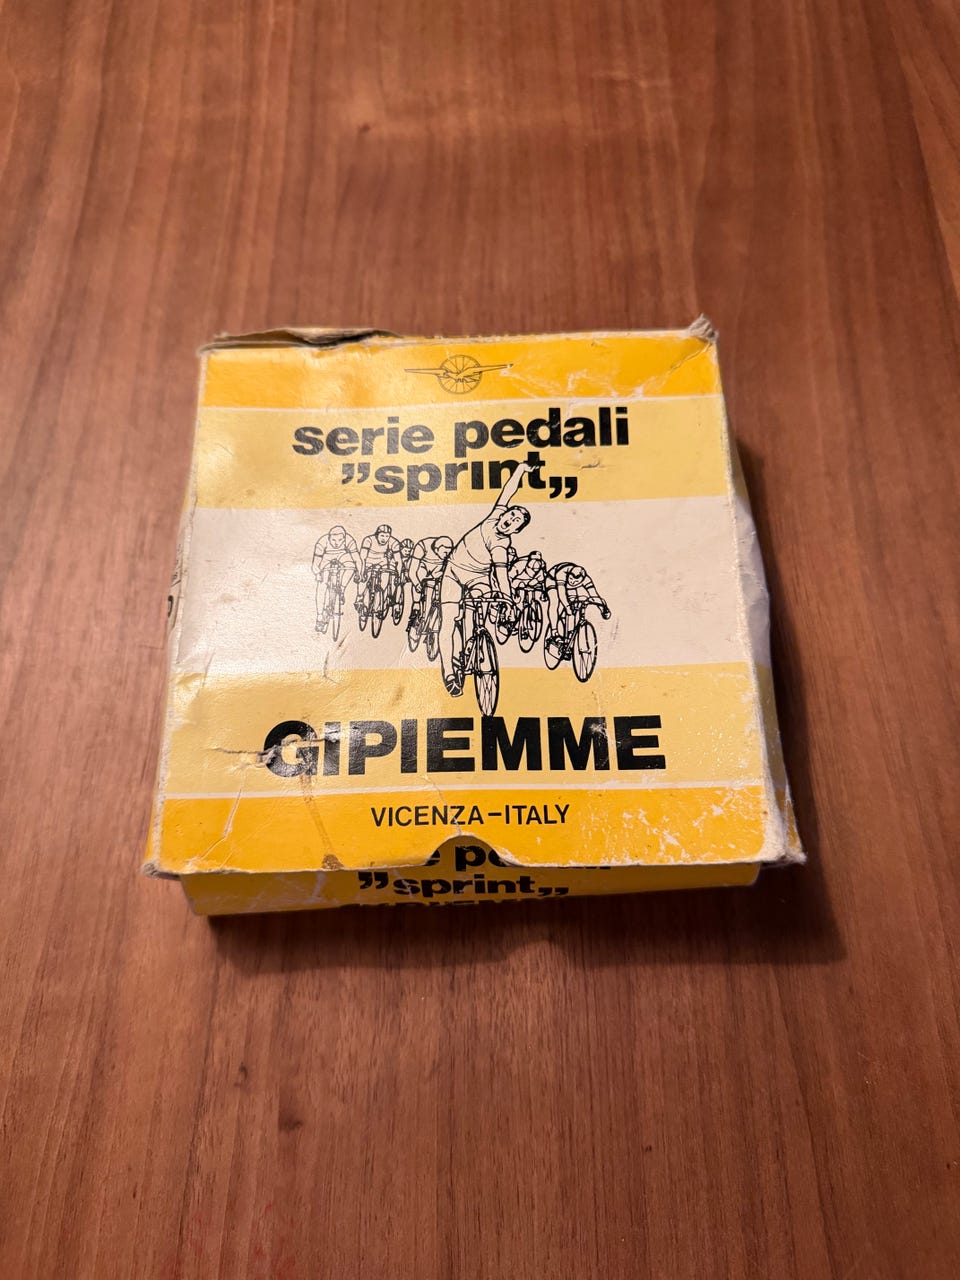 serie pedali
”sprint„
GIPIEMME
VICENZA-ITALY
”sprint„